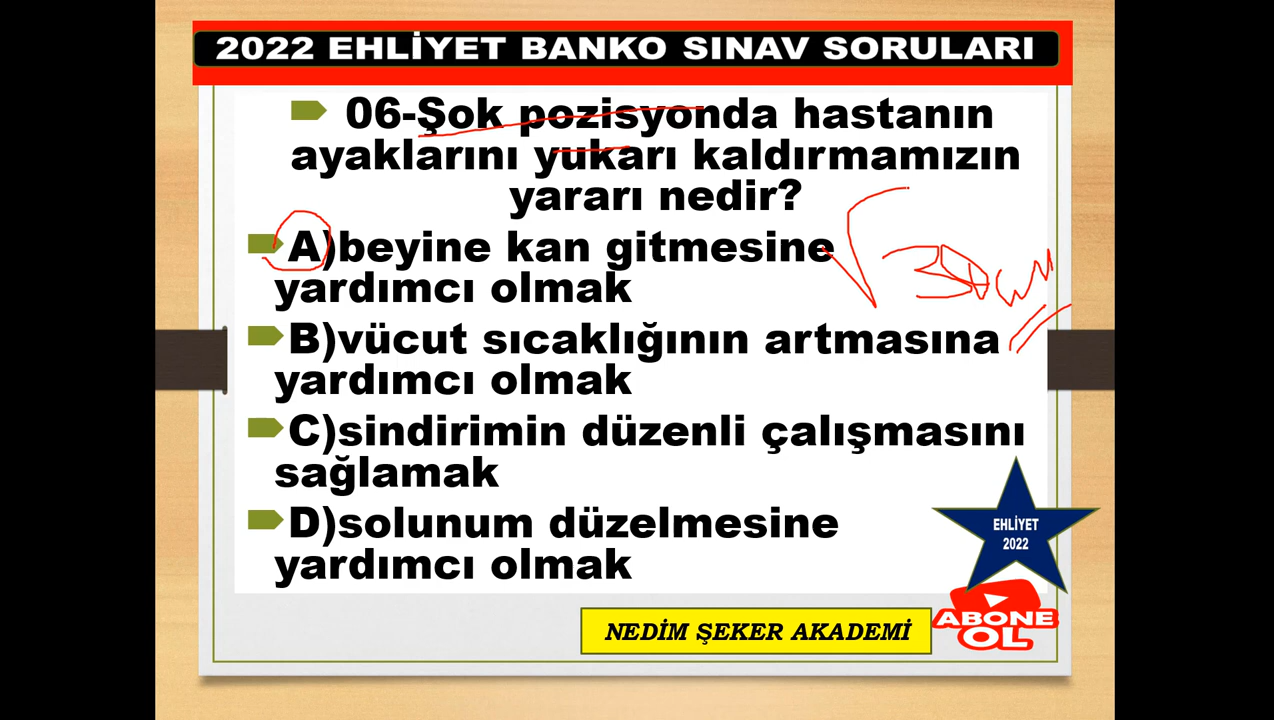 2022 EHLİYET BANKO SINAV SORULARI
06-Şok pozisyonda hastanın
ayaklarını yukarı kaldırmamızın
yararı nedir?
A)beyine kan gitmesine
yardımcı olmak
B)vücut sıcaklığının artmasına
yardımcı olmak
C)sindirimin düzenli çalışmasını
sağlamak
D)solunum düzelmesine
yardımcı olmak
EHLİYET
2022
ABONE
OL
NEDİM ŞEKER AKADEMİ